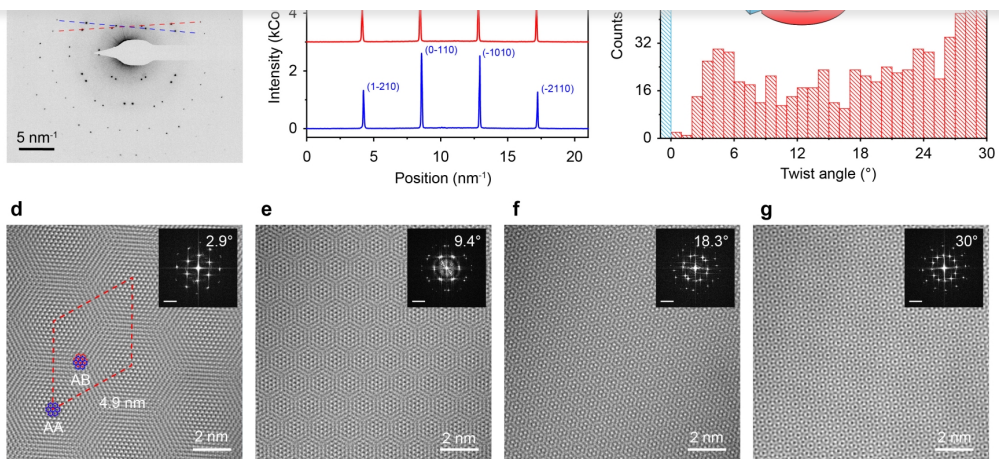 5 nm-1
Intensity (kCo
4
2
0
(1-210)
(0-110)
(-1010)
(-2110)
0 5 10 15 20
Position (nm-1)
Counts
32
16
0
0 6 12 18 24 30
Twist angle (°)
d
2.9°
AB
AA
4.9 nm
2 nm
e
9.4°
2 nm
f
18.3°
2 nm
g
30°
2 nm